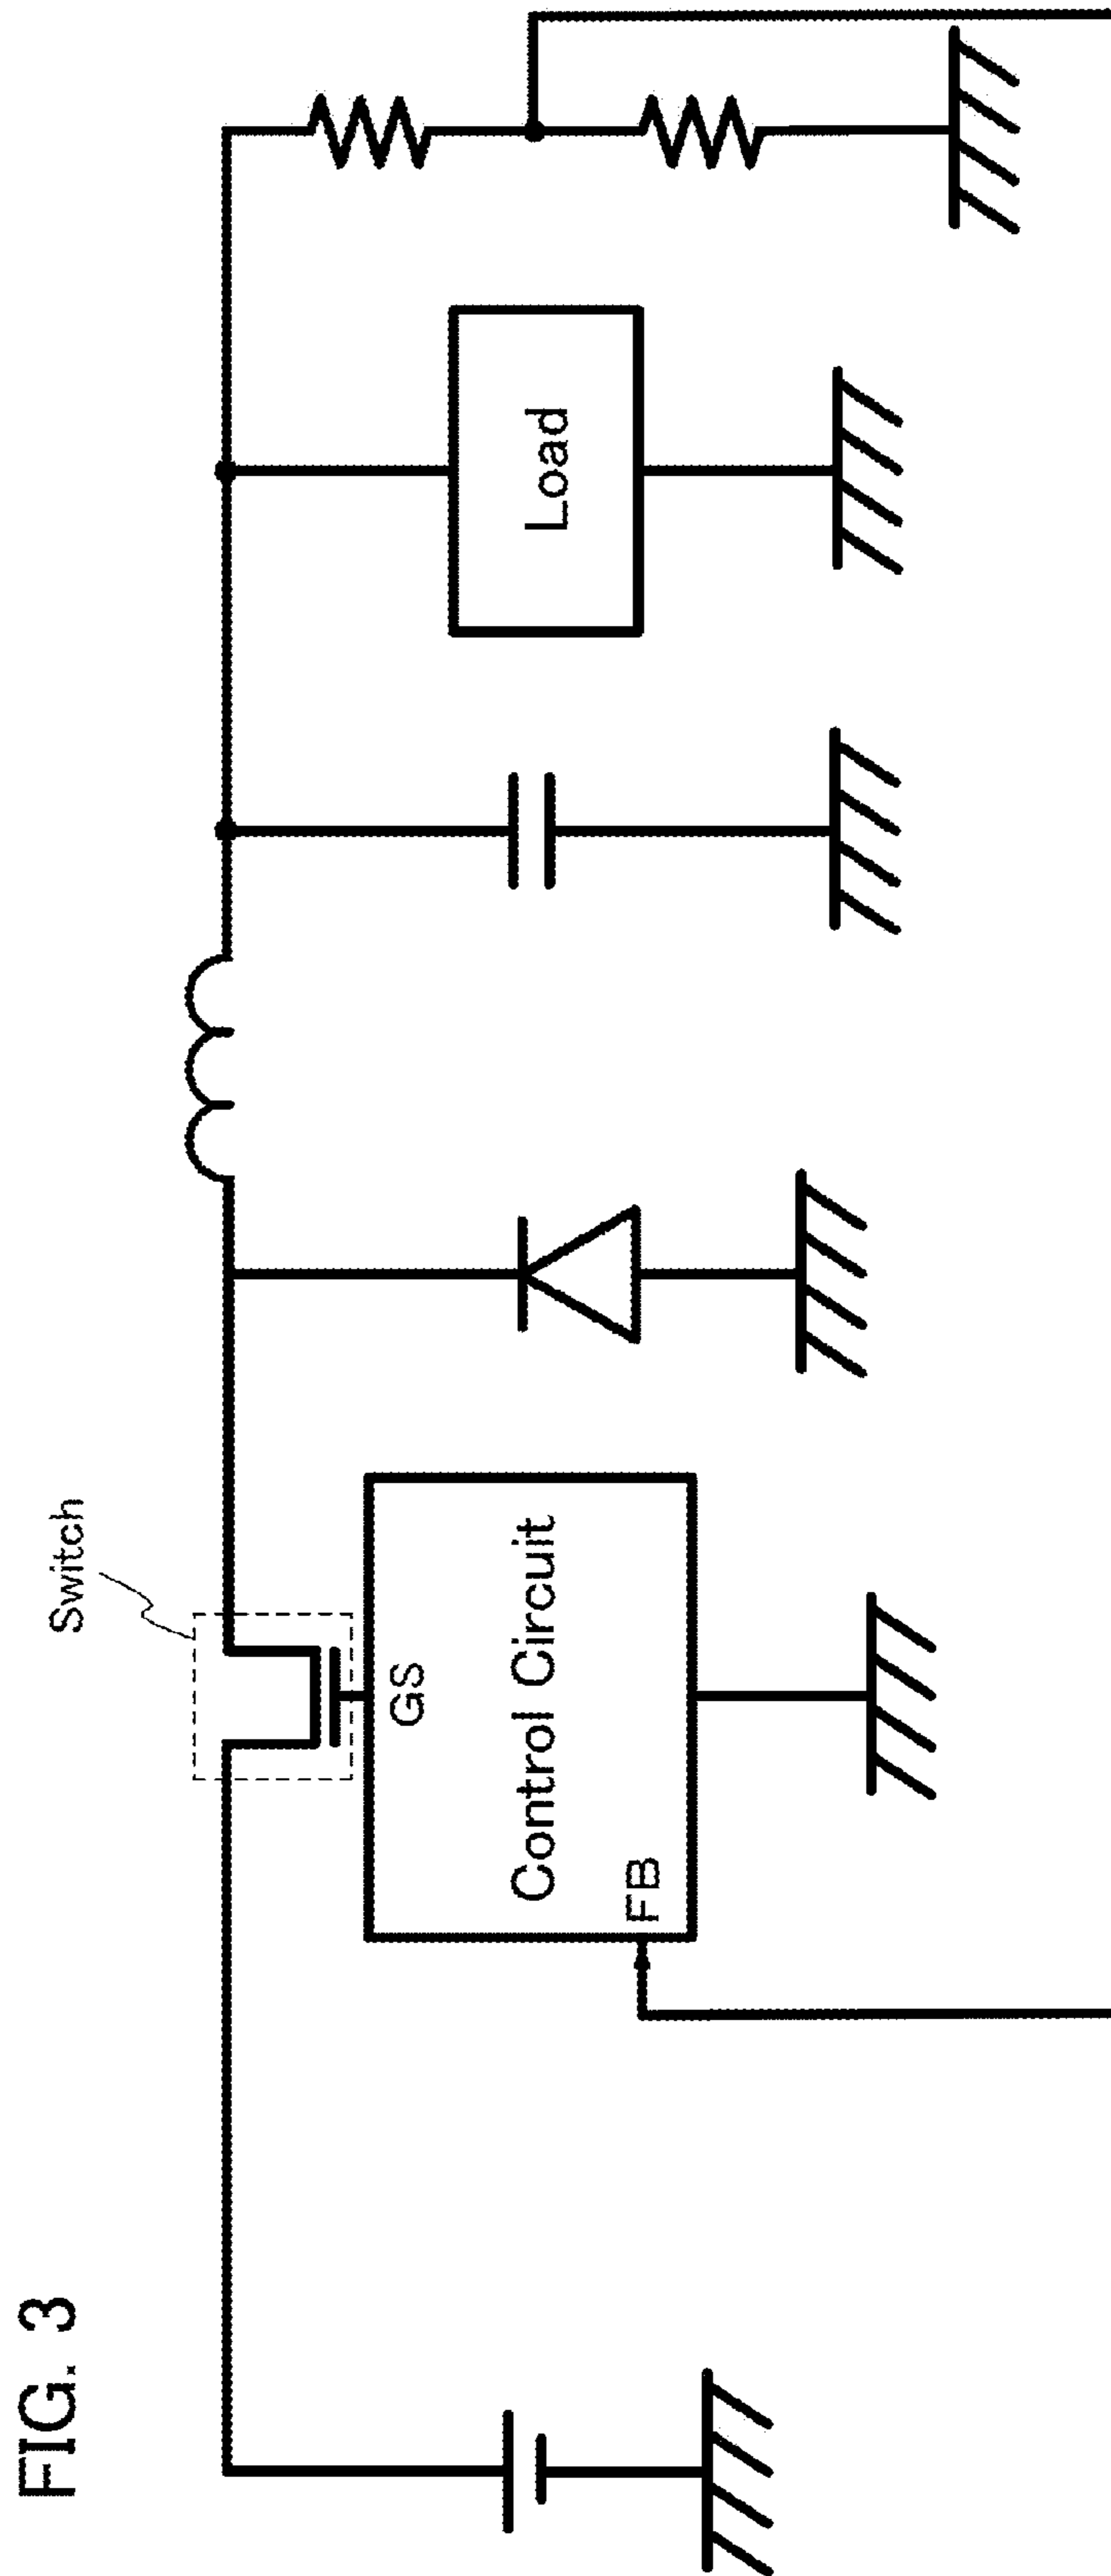 FIG. 3
Switch
GS
Control Circuit
FB
Load